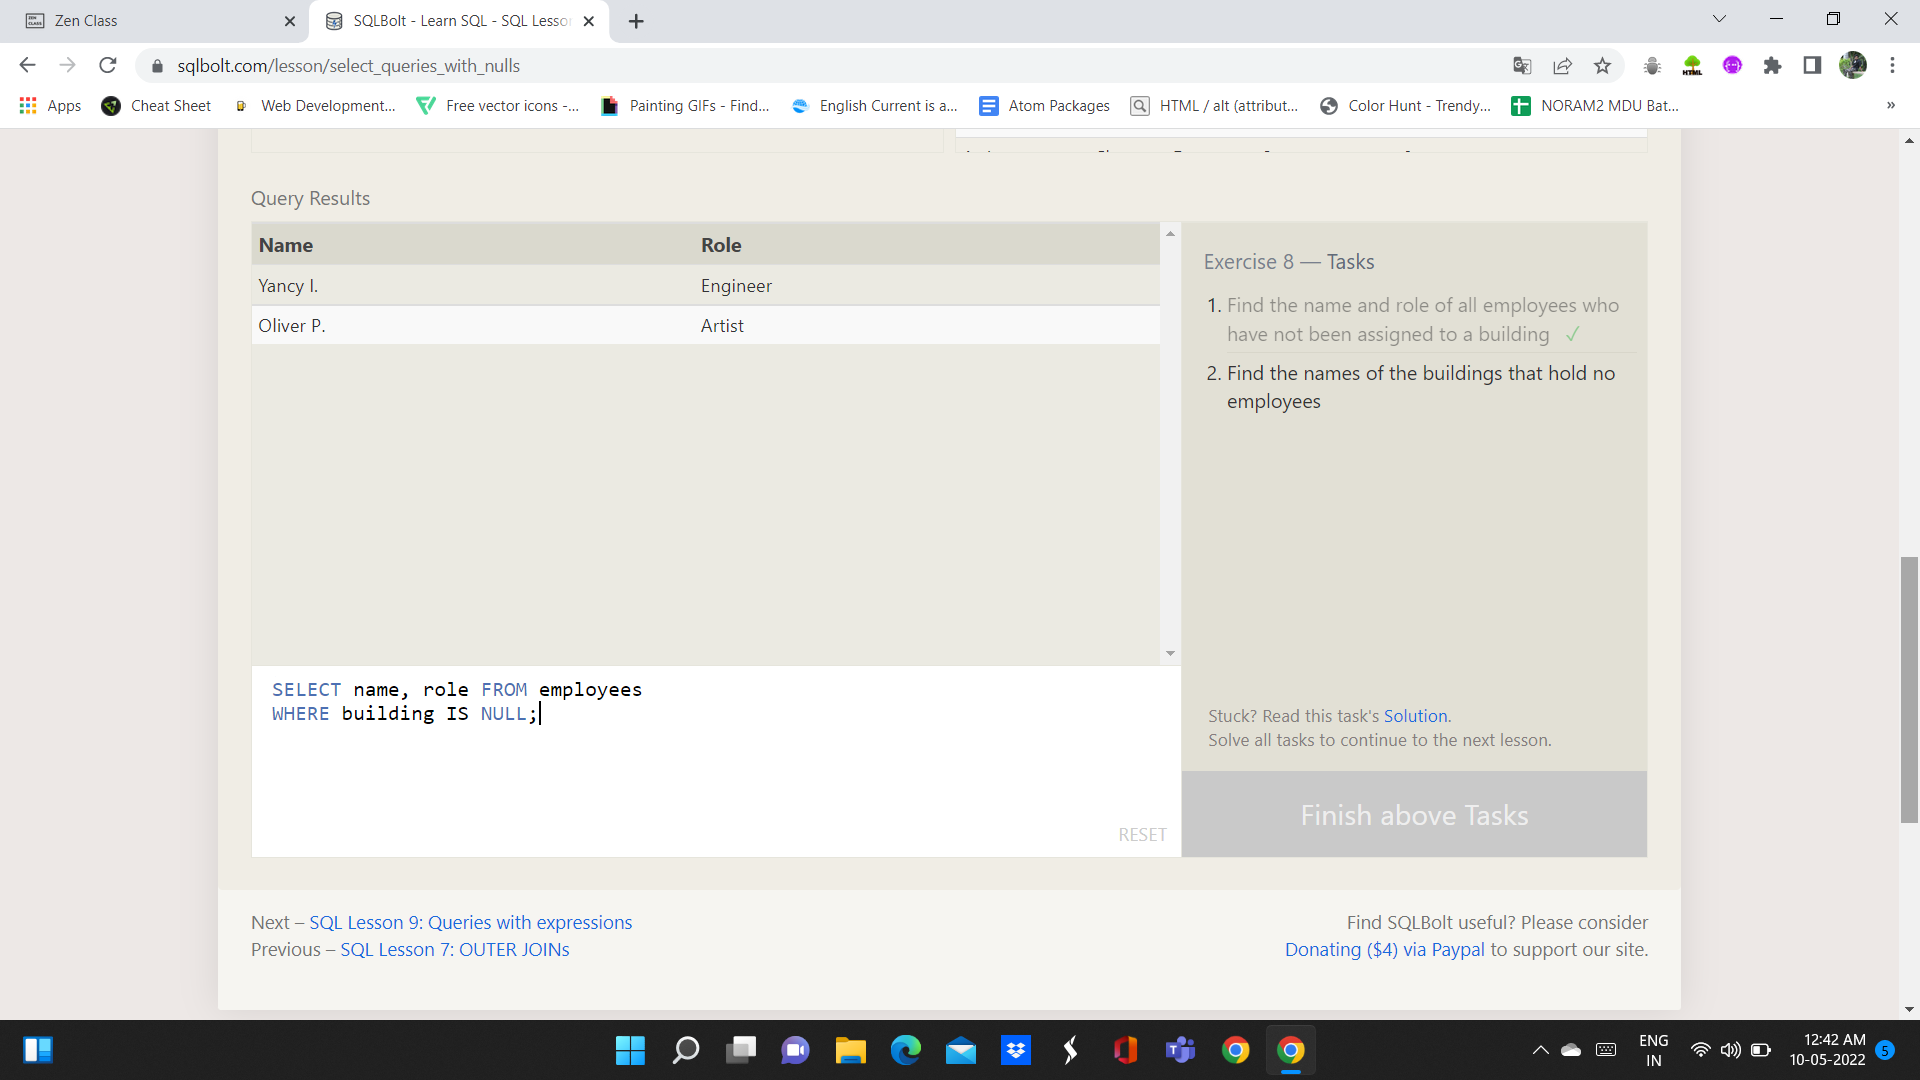 Zen Class
SQLBolt - Learn SQL - SQL Lesso
sqlbolt.com/lesson/select_queries_with_nulls
Apps
Cheat Sheet
Web Development...
Free vector icons -...
Painting GIFs - Find...
English Current is a...
Atom Packages
HTML / alt (attribut...
Color Hunt - Trendy...
NORAM2 MDU Bat...
»
Query Results
Name Role
Yancy I. Engineer
Oliver P. Artist
Exercise 8 — Tasks
1. Find the name and role of all employees who
have not been assigned to a building ✓
2. Find the names of the buildings that hold no
employees
SELECT name, role FROM employees
WHERE building IS NULL;
RESET
Stuck? Read this task's Solution.
Solve all tasks to continue to the next lesson.
Finish above Tasks
Next – SQL Lesson 9: Queries with expressions
Previous – SQL Lesson 7: OUTER JOINs
Find SQLBolt useful? Please consider
Donating ($4) via Paypal to support our site.
ENG
IN
12:42 AM
10-05-2022
5